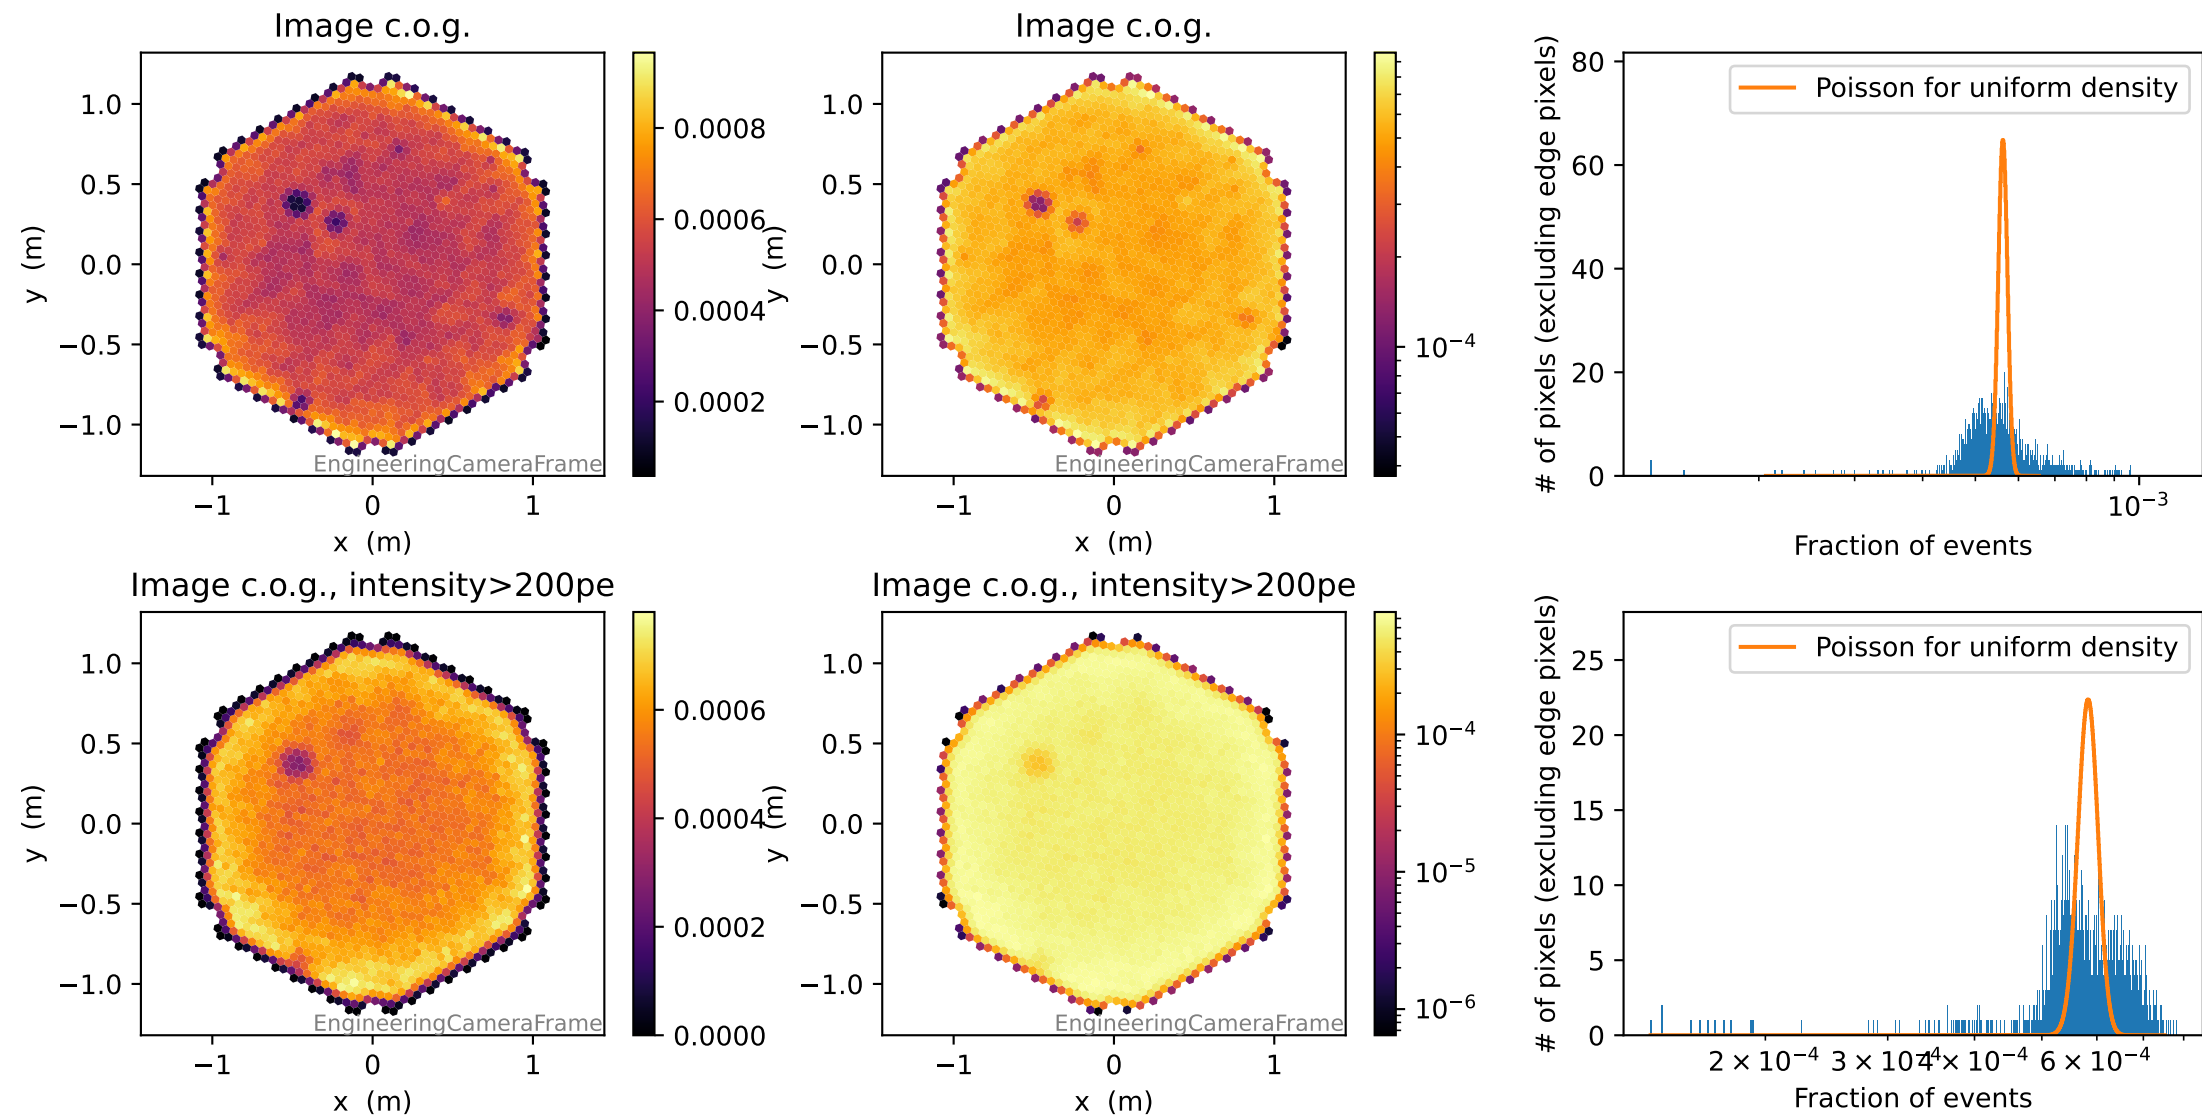 Image c.o.g.
1.0
0.5
0.0
−0.5
−1.0
y (m)
−1
0
1
x (m)
EngineeringCameraFrame
0.0008
0.0006
0.0004
0.0002
Image c.o.g.
1.0
0.5
0.0
−0.5
−1.0
y (m)
−1
0
1
x (m)
EngineeringCameraFrame
10⁻⁴
# of pixels (excluding edge pixels)
80
60
40
20
0
Poisson for uniform density
10⁻³
Fraction of events
Image c.o.g., intensity>200pe
1.0
0.5
0.0
−0.5
−1.0
y (m)
−1
0
1
x (m)
EngineeringCameraFrame
0.0006
0.0004
0.0002
0.0000
Image c.o.g., intensity>200pe
1.0
0.5
0.0
−0.5
−1.0
y (m)
−1
0
1
x (m)
EngineeringCameraFrame
10⁻⁴
10⁻⁵
10⁻⁶
# of pixels (excluding edge pixels)
25
20
15
10
5
0
Poisson for uniform density
2 × 10⁻⁴
3 × 10⁻⁴
4 × 10⁻⁴
6 × 10⁻⁴
Fraction of events